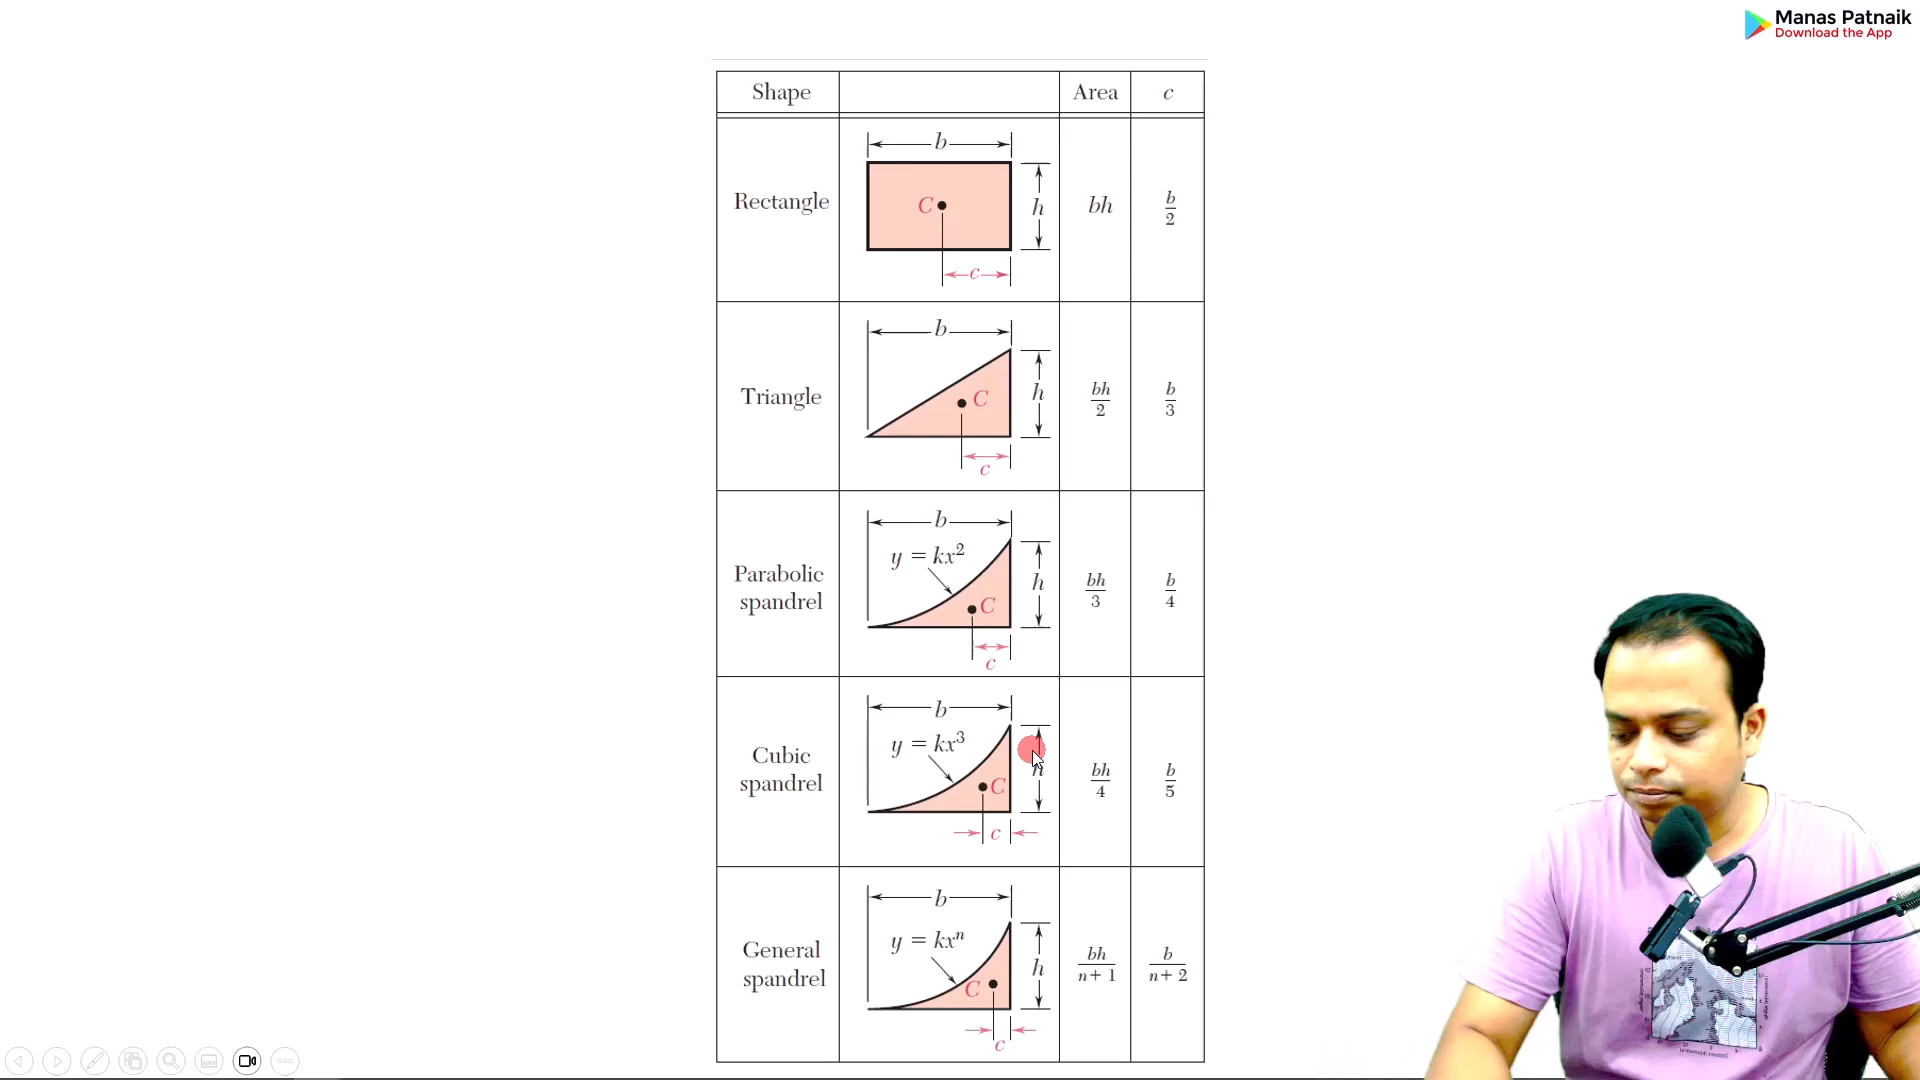 Manas Patnaik
Download the App
Shape Area c
b
Rectangle C h bh b/2
c
b
Triangle C h bh/2 b/3
c
b
y = kx²
Parabolic
spandrel C h bh/3 b/4
c
b
y = kx³
Cubic
spandrel C h bh/4 b/5
c
b
y = kxⁿ
General
spandrel C h bh/n+1 b/n+2
c